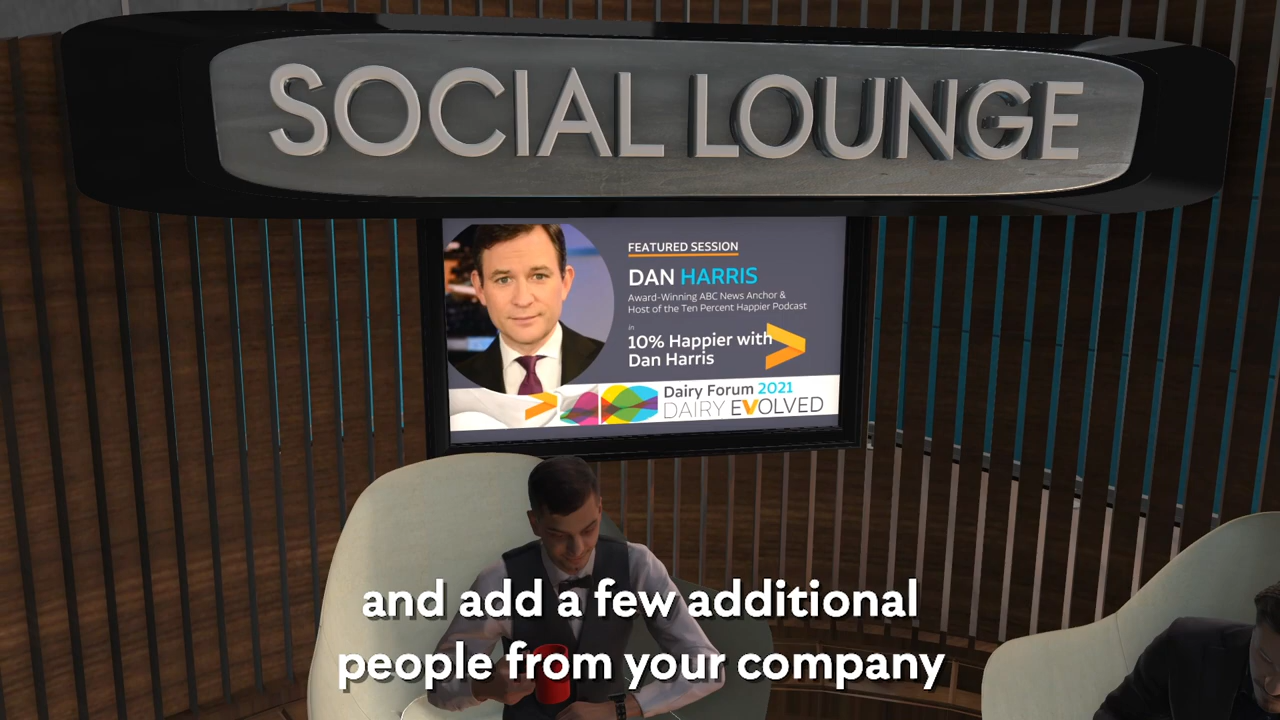 SOCIAL LOUNGE
FEATURED SESSION
DAN HARRIS
Award-Winning ABC News Anchor &
Host of the Ten Percent Happier Podcast
in
10% Happier with
Dan Harris
Dairy Forum 2021
DAIRY EVOLVED
and add a few additional
people from your company